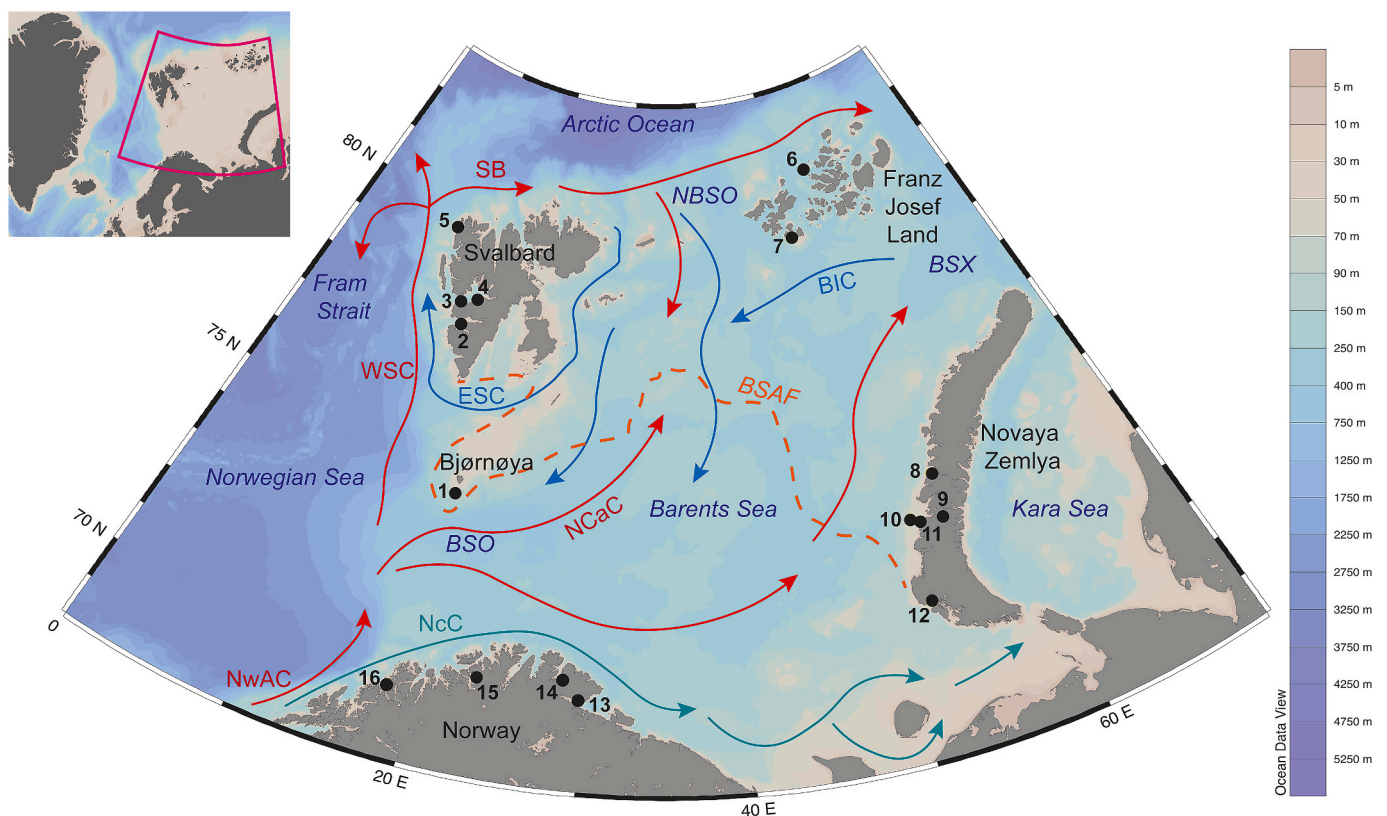 Arctic Ocean
80 N
SB
6
NBSO
Franz
Josef
Land
5
7
Svalbard
BSX
BIC
Fram
Strait
3
4
2
75 N
WSC
ESC
BSAF
Novaya
Zemlya
Bjørnøya
8
Norwegian Sea
1
9
NCaC
Barents Sea
10
11
Kara Sea
70 N
BSO
12
0
NcC
NwAC
16
15
14
13
Norway
60 E
20 E
40 E
5 m
10 m
30 m
50 m
70 m
90 m
150 m
250 m
400 m
750 m
1250 m
1750 m
2250 m
2750 m
3250 m
3750 m
4250 m
4750 m
5250 m
Ocean Data View